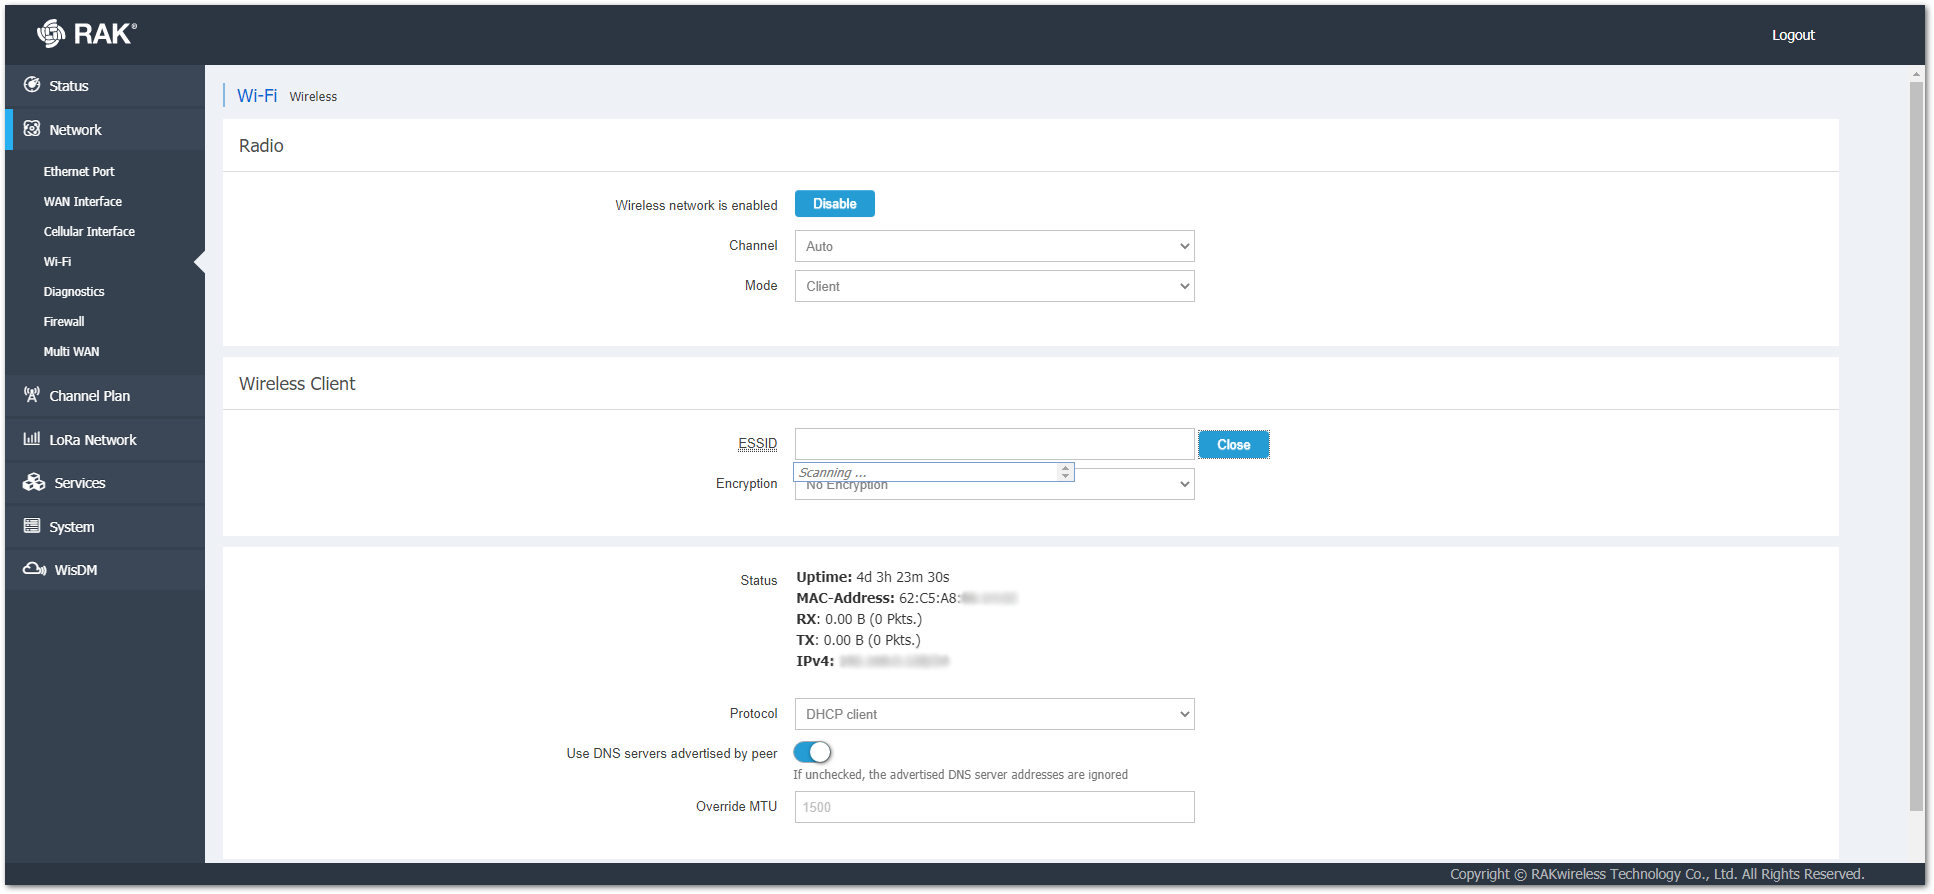 RAK®
Logout
Status
Network
Ethernet Port
WAN Interface
Cellular Interface
Wi-Fi
Diagnostics
Firewall
Multi WAN
Channel Plan
LoRa Network
Services
System
WisDM
Wi-Fi Wireless
Radio
Wireless network is enabled Disable
Channel Auto
Mode Client
Wireless Client
ESSID Close
Scanning ...
Encryption No Encryption
Status Uptime: 4d 3h 23m 30s
MAC-Address: 62:C5:A8:
RX: 0.00 B (0 Pkts.)
TX: 0.00 B (0 Pkts.)
IPv4:
Protocol DHCP client
Use DNS servers advertised by peer
If unchecked, the advertised DNS server addresses are ignored
Override MTU 1500
Copyright © RAKwireless Technology Co., Ltd. All Rights Reserved.